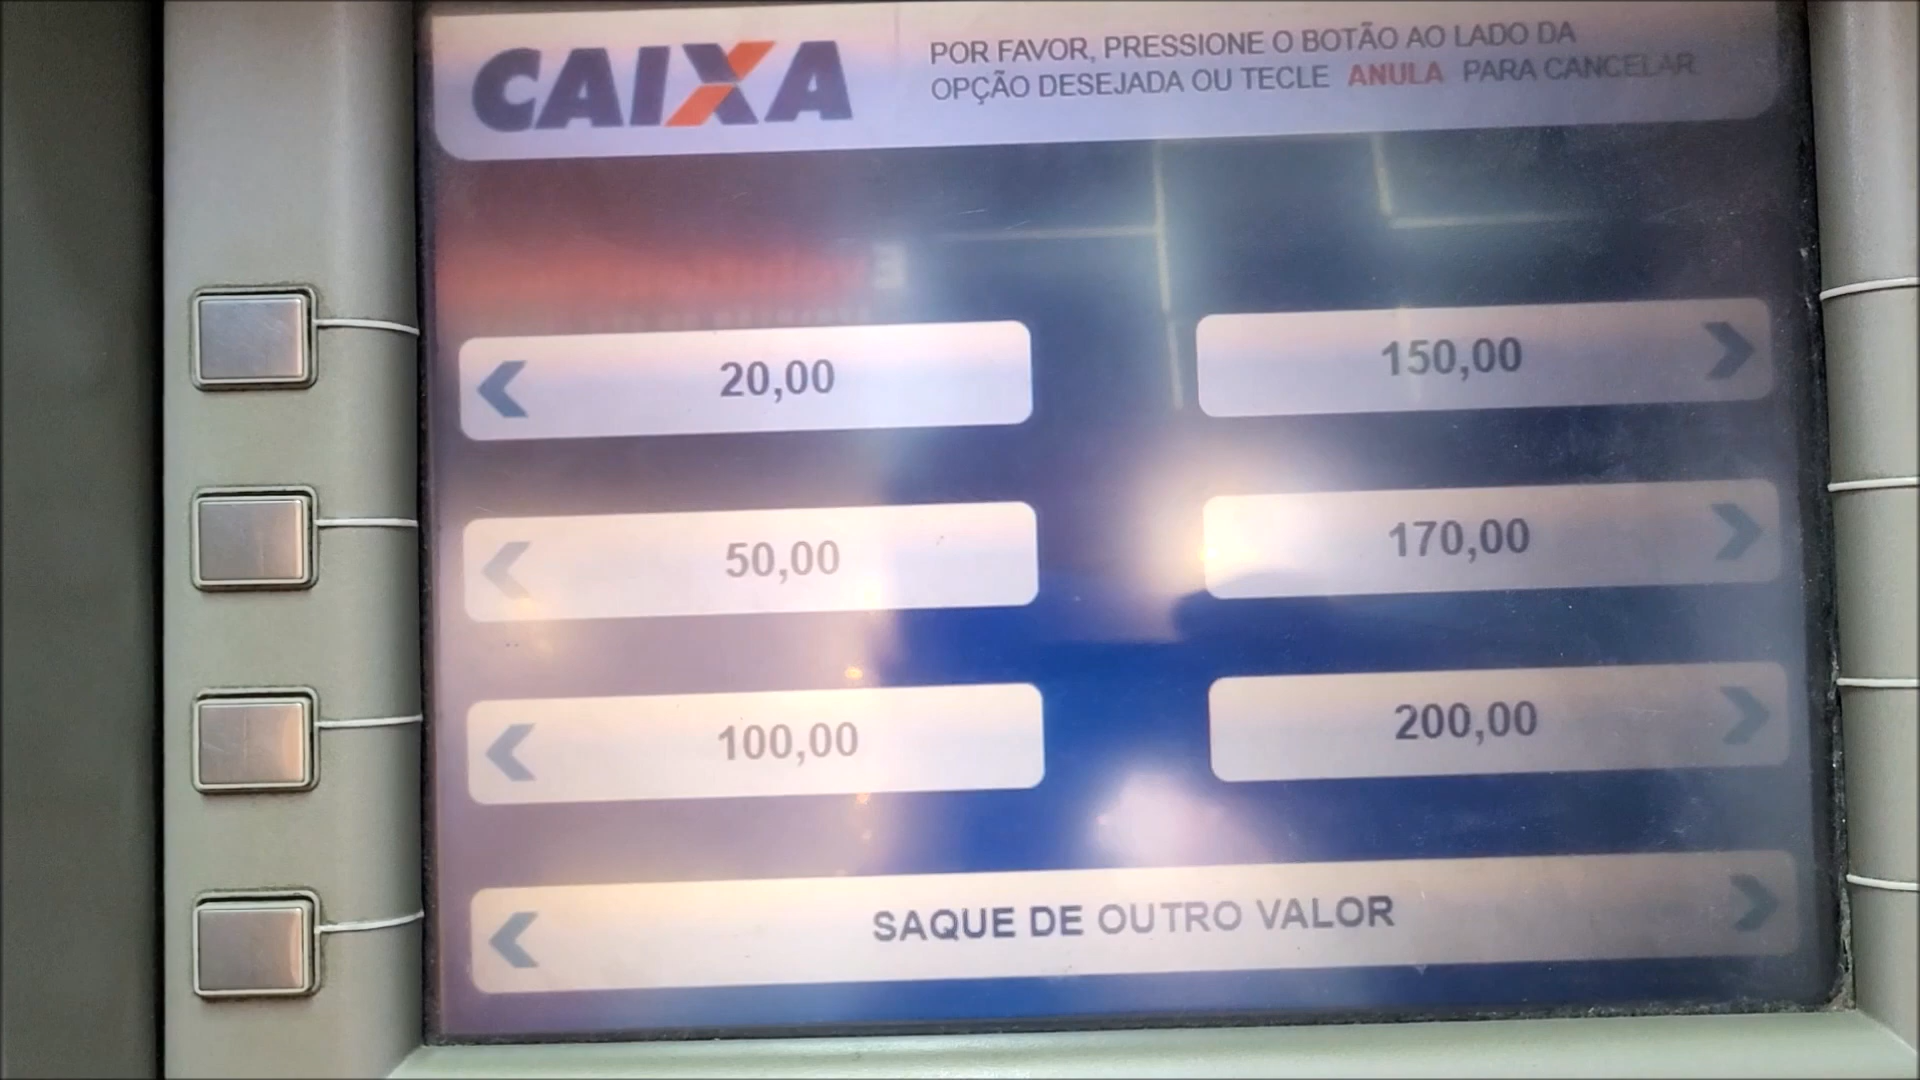 CAIXA
POR FAVOR, PRESSIONE O BOTÃO AO LADO DA
OPÇÃO DESEJADA OU TECLE ANULA PARA CANCELAR
20,00
150,00
50,00
170,00
100,00
200,00
SAQUE DE OUTRO VALOR